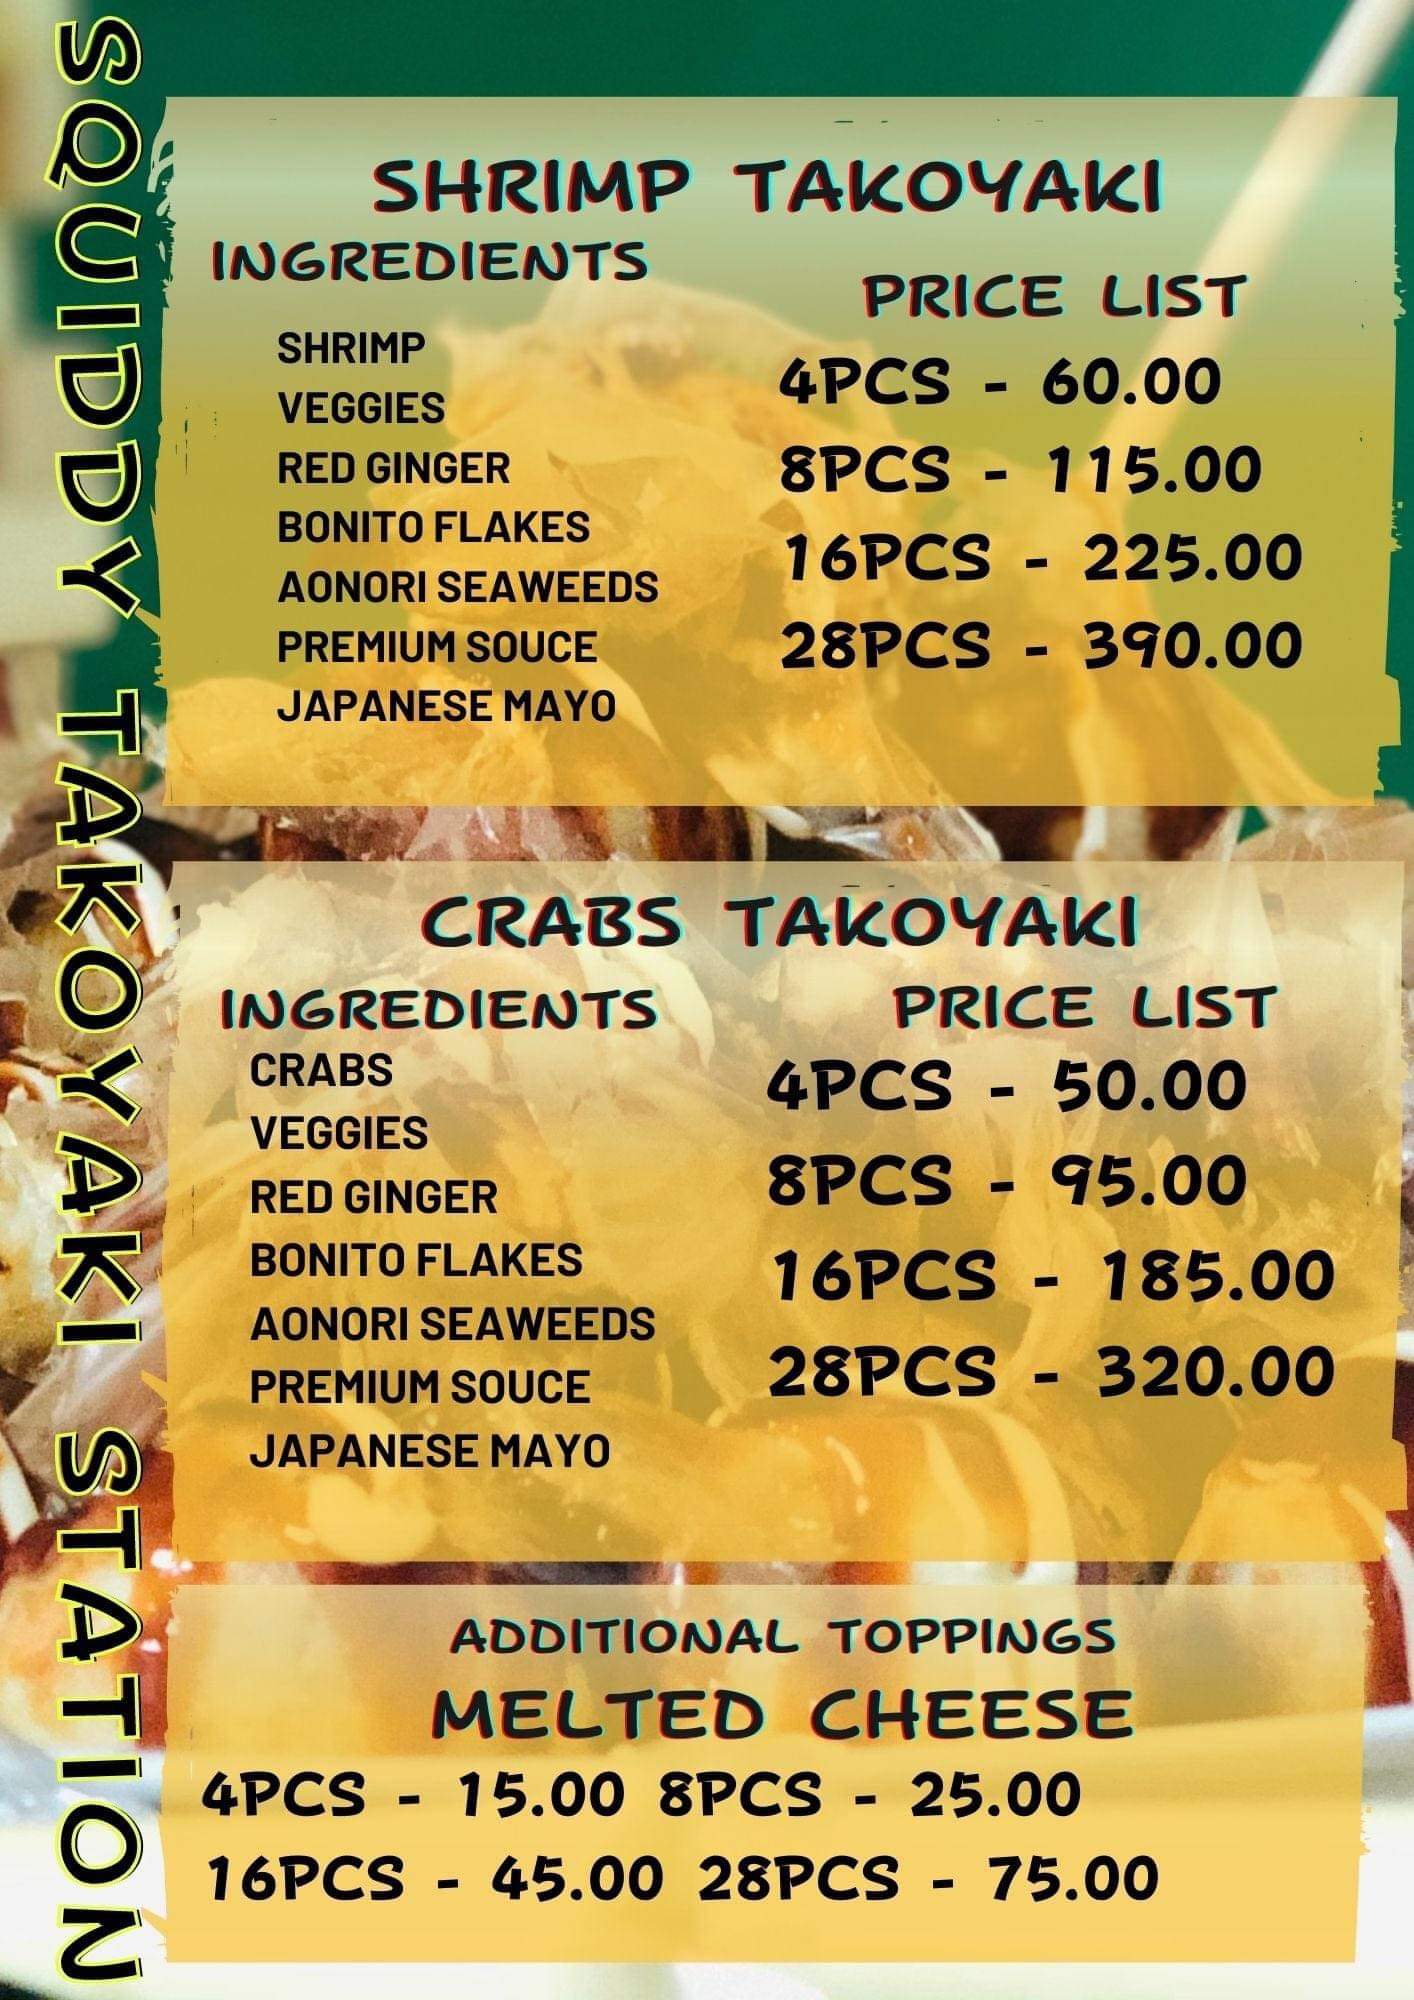 SQUIDDY TAKOYAKI STATION
SHRIMP TAKOYAKI
INGREDIENTS
SHRIMP
VEGGIES
RED GINGER
BONITO FLAKES
AONORI SEAWEEDS
PREMIUM SOUCE
JAPANESE MAYO
PRICE LIST
4PCS - 60.00
8PCS - 115.00
16PCS - 225.00
28PCS - 390.00
CRABS TAKOYAKI
INGREDIENTS
CRABS
VEGGIES
RED GINGER
BONITO FLAKES
AONORI SEAWEEDS
PREMIUM SOUCE
JAPANESE MAYO
PRICE LIST
4PCS - 50.00
8PCS - 95.00
16PCS - 185.00
28PCS - 320.00
ADDITIONAL TOPPINGS
MELTED CHEESE
4PCS - 15.00 8PCS - 25.00
16PCS - 45.00 28PCS - 75.00